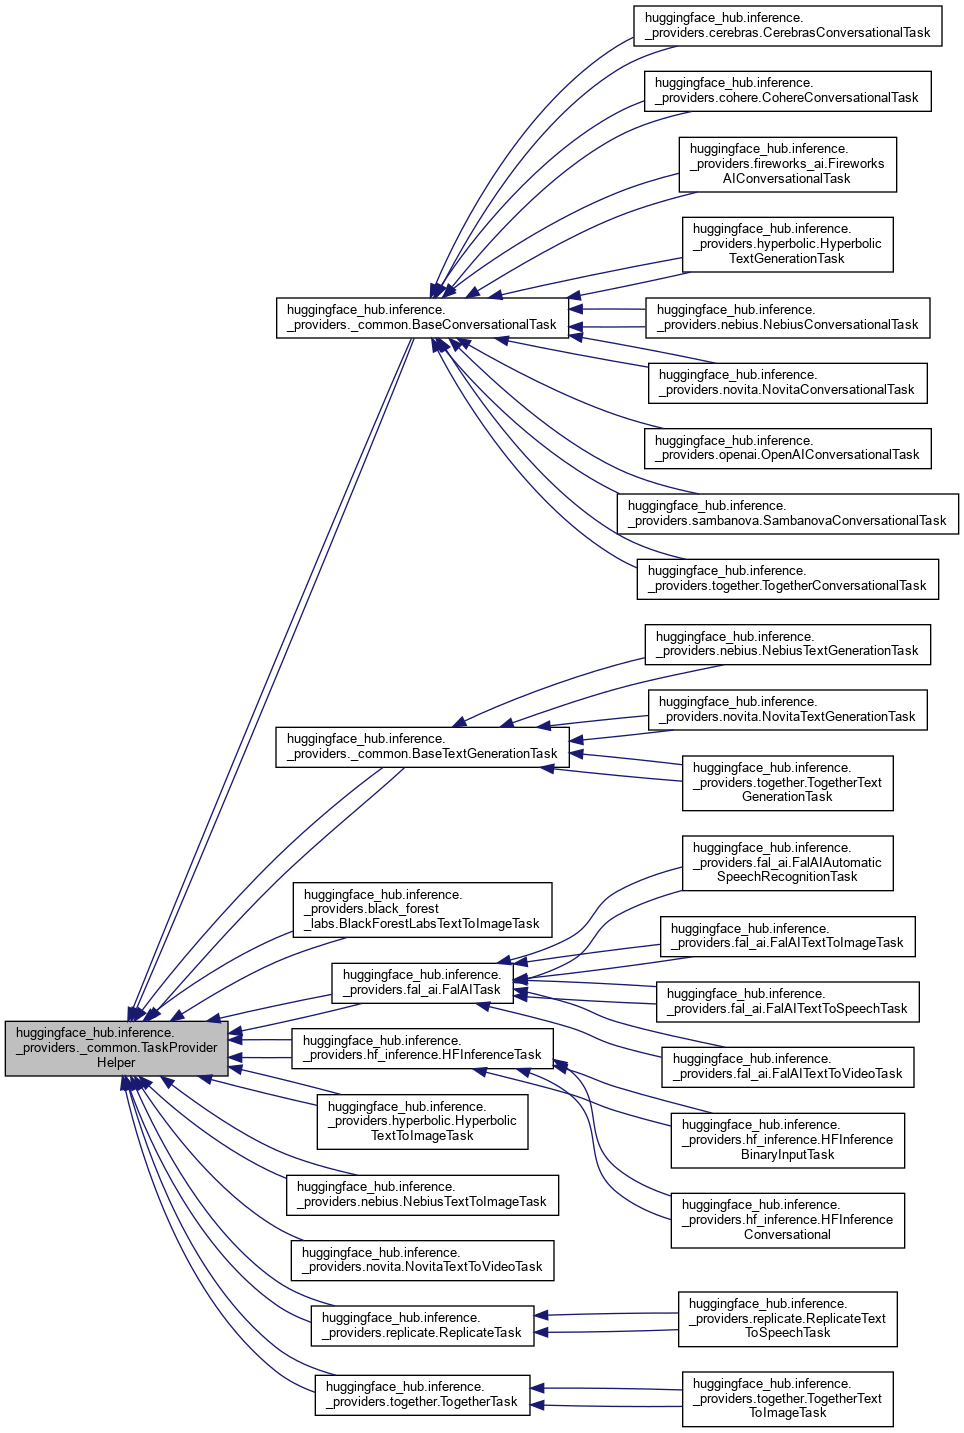 huggingface_hub.inference.
_providers.cerebras.CerebrasConversationalTask
huggingface_hub.inference.
_providers.cohere.CohereConversationalTask
huggingface_hub.inference.
_providers.fireworks_ai.Fireworks
AIConversationalTask
huggingface_hub.inference.
_providers.hyperbolic.Hyperbolic
TextGenerationTask
huggingface_hub.inference.
_providers._common.BaseConversationalTask
huggingface_hub.inference.
_providers.nebius.NebiusConversationalTask
huggingface_hub.inference.
_providers.novita.NovitaConversationalTask
huggingface_hub.inference.
_providers.openai.OpenAIConversationalTask
huggingface_hub.inference.
_providers.sambanova.SambanovaConversationalTask
huggingface_hub.inference.
_providers.together.TogetherConversationalTask
huggingface_hub.inference.
_providers.nebius.NebiusTextGenerationTask
huggingface_hub.inference.
_providers.novita.NovitaTextGenerationTask
huggingface_hub.inference.
_providers._common.BaseTextGenerationTask
huggingface_hub.inference.
_providers.together.TogetherText
GenerationTask
huggingface_hub.inference.
_providers.fal_ai.FalAIAutomatic
SpeechRecognitionTask
huggingface_hub.inference.
_providers.black_forest
_labs.BlackForestLabsTextToImageTask
huggingface_hub.inference.
_providers.fal_ai.FalAITextToImageTask
huggingface_hub.inference.
_providers.fal_ai.FalAITask
huggingface_hub.inference.
_providers.fal_ai.FalAITextToSpeechTask
huggingface_hub.inference.
_providers._common.TaskProvider
Helper
huggingface_hub.inference.
_providers.hf_inference.HFInferenceTask
huggingface_hub.inference.
_providers.fal_ai.FalAITextToVideoTask
huggingface_hub.inference.
_providers.hyperbolic.Hyperbolic
TextToImageTask
huggingface_hub.inference.
_providers.hf_inference.HFInference
BinaryInputTask
huggingface_hub.inference.
_providers.nebius.NebiusTextToImageTask
huggingface_hub.inference.
_providers.hf_inference.HFInference
Conversational
huggingface_hub.inference.
_providers.novita.NovitaTextToVideoTask
huggingface_hub.inference.
_providers.replicate.ReplicateTask
huggingface_hub.inference.
_providers.replicate.ReplicateText
ToSpeechTask
huggingface_hub.inference.
_providers.together.TogetherTask
huggingface_hub.inference.
_providers.together.TogetherText
ToImageTask